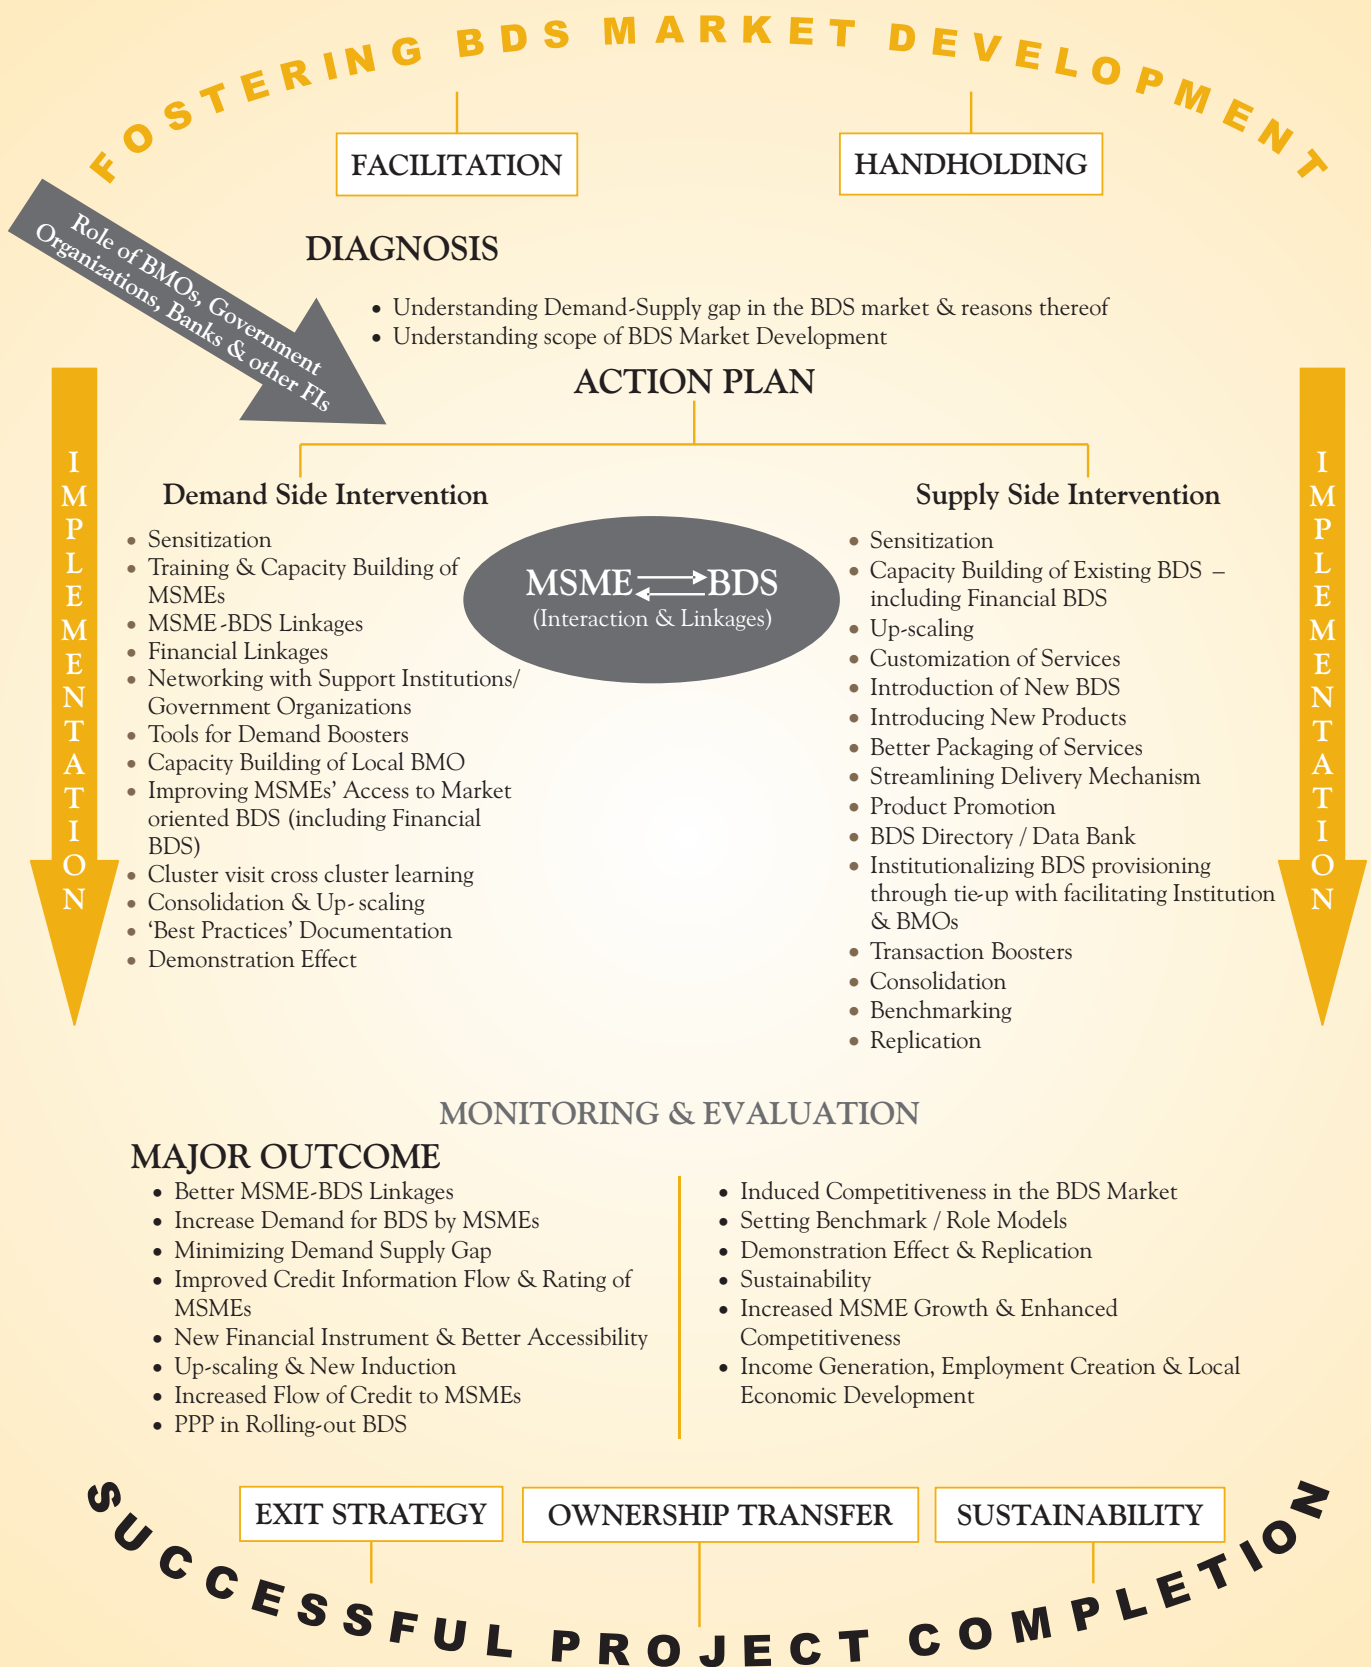 FOSTERING BDS MARKET DEVELOPMENT
FACILITATION
HANDHOLDING
Role of BMOs, Government
Organizations, Banks & other FIs
DIAGNOSIS
• Understanding Demand-Supply gap in the BDS market & reasons thereof
• Understanding scope of BDS Market Development
ACTION PLAN
IMPLEMENTATION
Demand Side Intervention
• Sensitization
• Training & Capacity Building of
MSMEs
• MSME-BDS Linkages
• Financial Linkages
• Networking with Support Institutions/
Government Organizations
• Tools for Demand Boosters
• Capacity Building of Local BMO
• Improving MSMEs' Access to Market
oriented BDS (including Financial
BDS)
• Cluster visit cross cluster learning
• Consolidation & Up-scaling
• 'Best Practices' Documentation
• Demonstration Effect
MSME BDS
(Interaction & Linkages)
Supply Side Intervention
• Sensitization
• Capacity Building of Existing BDS –
including Financial BDS
• Up-scaling
• Customization of Services
• Introduction of New BDS
• Introducing New Products
• Better Packaging of Services
• Streamlining Delivery Mechanism
• Product Promotion
• BDS Directory / Data Bank
• Institutionalizing BDS provisioning
through tie-up with facilitating Institution
& BMOs
• Transaction Boosters
• Consolidation
• Benchmarking
• Replication
IMPLEMENTATION
MONITORING & EVALUATION
MAJOR OUTCOME
• Better MSME-BDS Linkages
• Increase Demand for BDS by MSMEs
• Minimizing Demand Supply Gap
• Improved Credit Information Flow & Rating of
MSMEs
• New Financial Instrument & Better Accessibility
• Up-scaling & New Induction
• Increased Flow of Credit to MSMEs
• PPP in Rolling-out BDS
• Induced Competitiveness in the BDS Market
• Setting Benchmark / Role Models
• Demonstration Effect & Replication
• Sustainability
• Increased MSME Growth & Enhanced
Competitiveness
• Income Generation, Employment Creation & Local
Economic Development
EXIT STRATEGY
OWNERSHIP TRANSFER
SUSTAINABILITY
SUCCESSFUL PROJECT COMPLETION